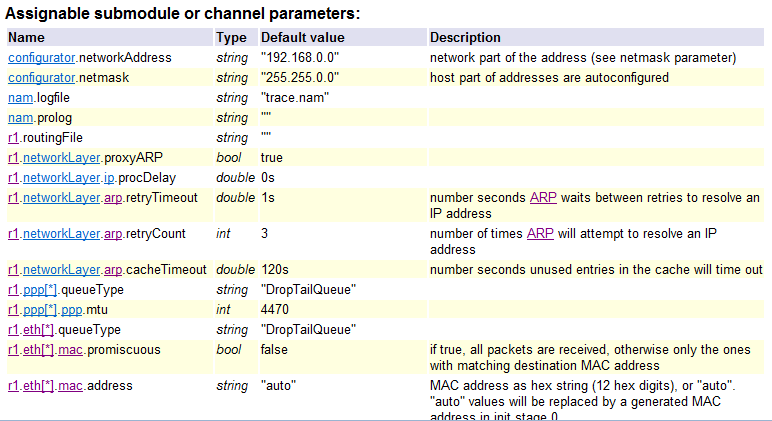 Assignable submodule or channel parameters:
Name Type Default value Description
configurator.networkAddress string "192.168.0.0" network part of the address (see netmask parameter)
configurator.netmask string "255.255.0.0" host part of addresses are autoconfigured
nam.logfile string "trace.nam"
nam.prolog string ""
r1.routingFile string ""
r1.networkLayer.proxyARP bool true
r1.networkLayer.ip.procDelay double 0s
r1.networkLayer.arp.retryTimeout double 1s number seconds ARP waits between retries to resolve an
IP address
r1.networkLayer.arp.retryCount int 3 number of times ARP will attempt to resolve an IP
address
r1.networkLayer.arp.cacheTimeout double 120s number seconds unused entries in the cache will time out
r1.ppp[*].queueType string "DropTailQueue"
r1.ppp[*].ppp.mtu int 4470
r1.eth[*].queueType string "DropTailQueue"
r1.eth[*].mac.promiscuous bool false if true, all packets are received, otherwise only the ones
with matching destination MAC address
r1.eth[*].mac.address string "auto" MAC address as hex string (12 hex digits), or "auto".
"auto" values will be replaced by a generated MAC
address in init stage 0.